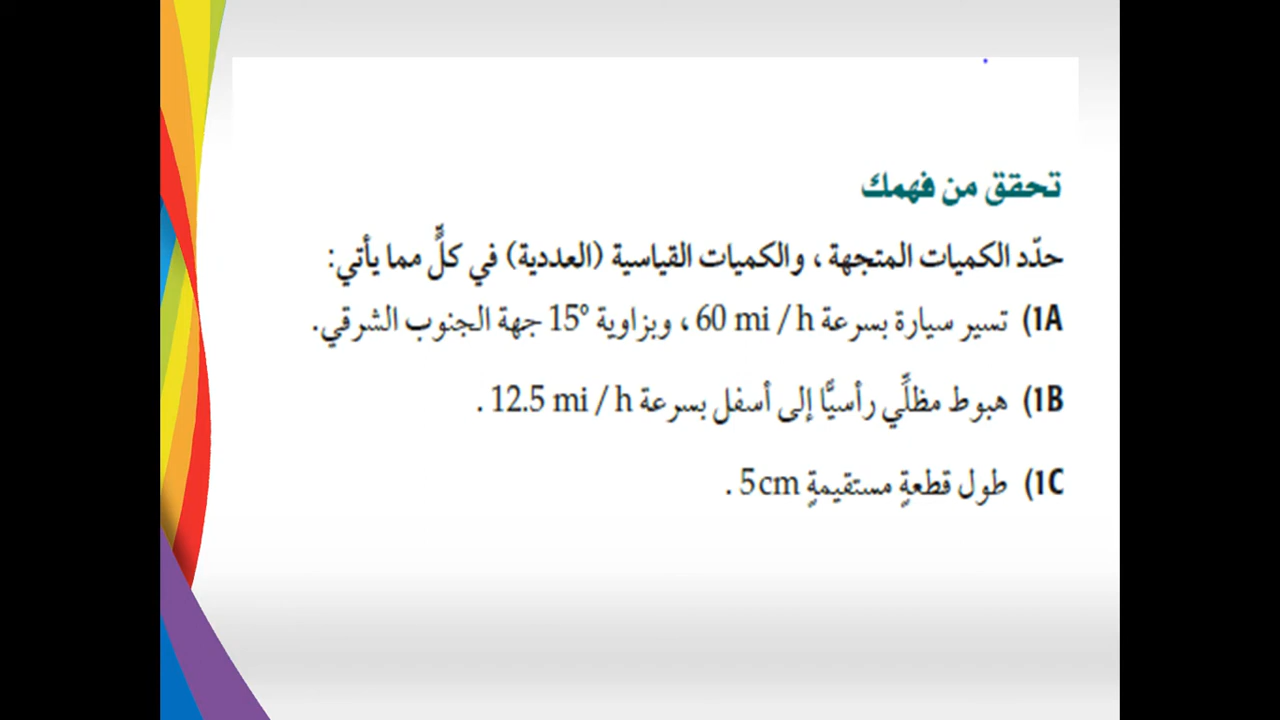 تحقق من فهمك
حدّد الكميات المتجهة ، والكميات القياسية (العددية) في كلٍّ مما يأتي:
1A) تسير سيارة بسرعة 60 mi / h ، وبزاوية 15° جهة الجنوب الشرقي.
1B) هبوط مظلِّي رأسيًّا إلى أسفل بسرعة 12.5 mi / h .
1C) طول قطعةٍ مستقيمةٍ 5cm .